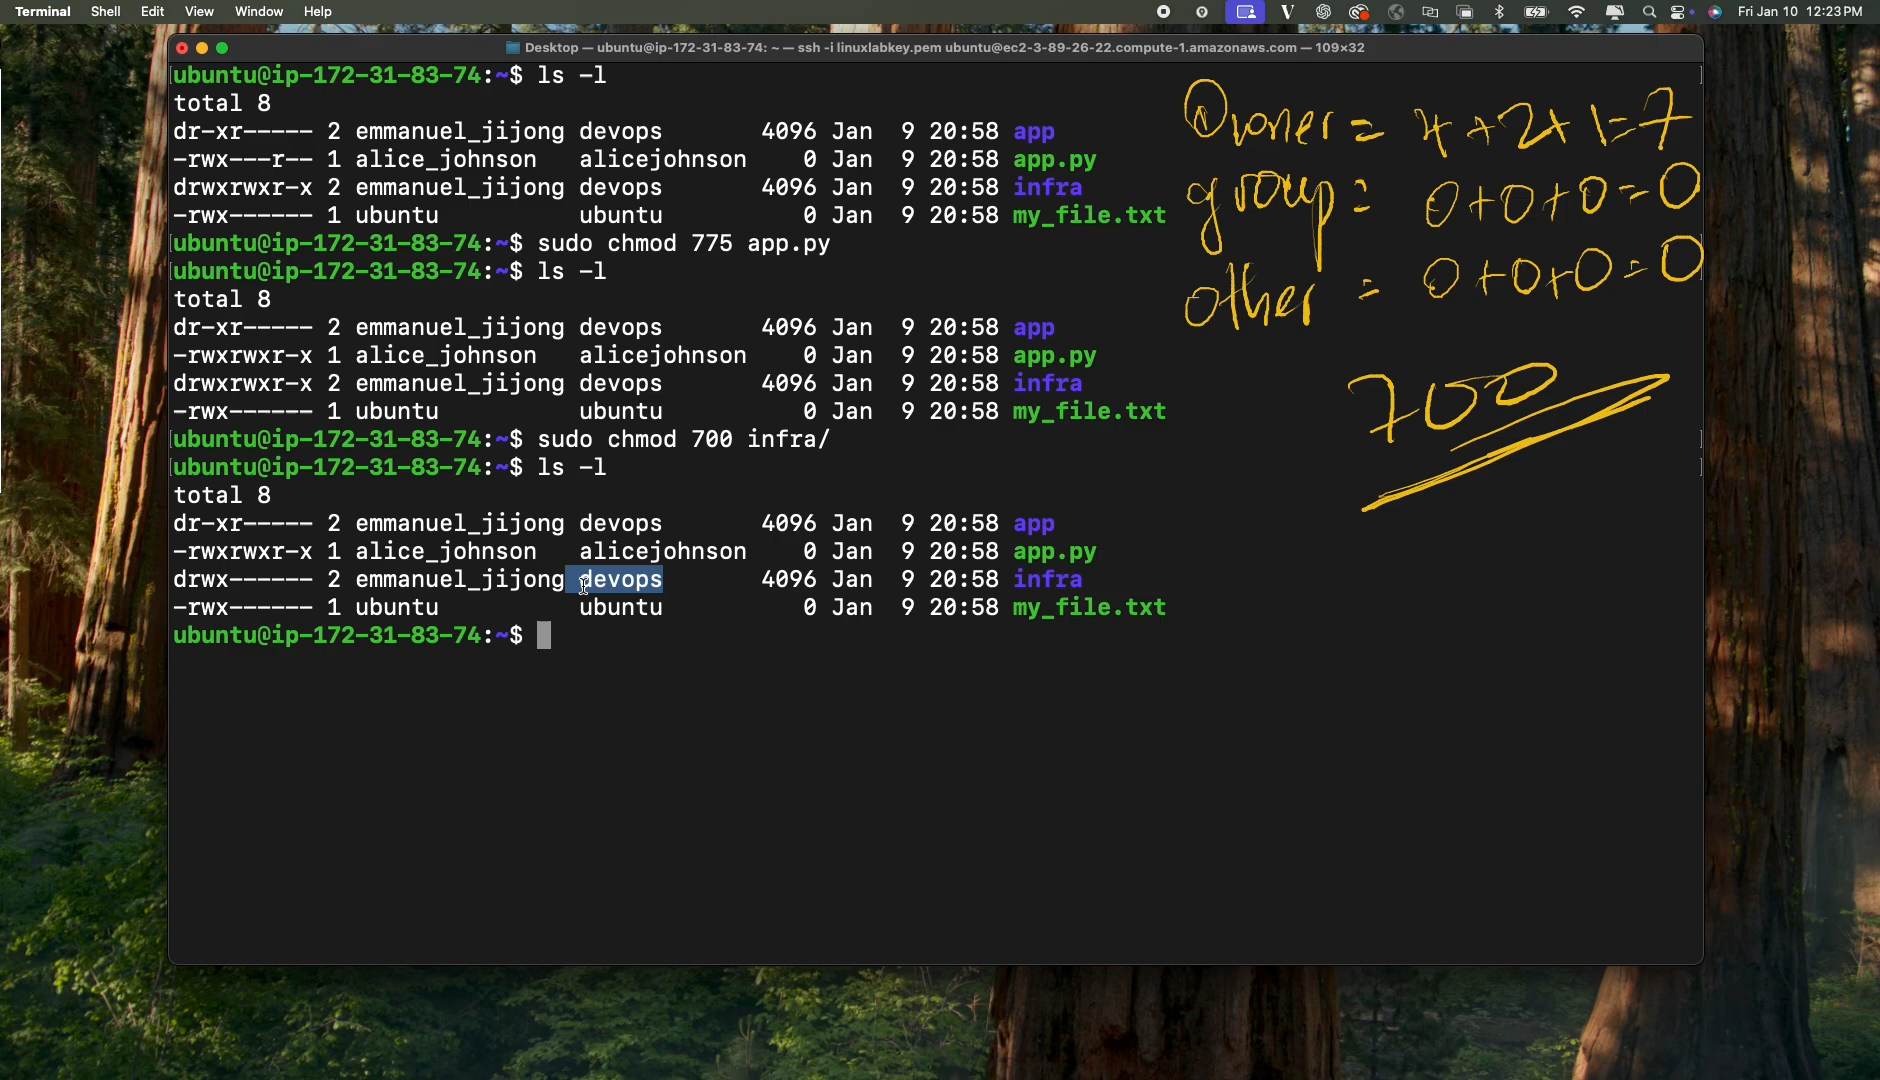 Terminal Shell Edit View Window Help Fri Jan 10 12:23 PM
Desktop — ubuntu@ip-172-31-83-74: ~ — ssh -i linuxlabkey.pem ubuntu@ec2-3-89-26-22.compute-1.amazonaws.com — 109×32
ubuntu@ip-172-31-83-74:~$ ls -l
total 8
dr-xr----- 2 emmanuel_jijong devops 4096 Jan 9 20:58 app
-rwx---r-- 1 alice_johnson alicejohnson 0 Jan 9 20:58 app.py
drwxrwxr-x 2 emmanuel_jijong devops 4096 Jan 9 20:58 infra
-rwx------ 1 ubuntu ubuntu 0 Jan 9 20:58 my_file.txt
ubuntu@ip-172-31-83-74:~$ sudo chmod 775 app.py
ubuntu@ip-172-31-83-74:~$ ls -l
total 8
dr-xr----- 2 emmanuel_jijong devops 4096 Jan 9 20:58 app
-rwxrwxr-x 1 alice_johnson alicejohnson 0 Jan 9 20:58 app.py
drwxrwxr-x 2 emmanuel_jijong devops 4096 Jan 9 20:58 infra
-rwx------ 1 ubuntu ubuntu 0 Jan 9 20:58 my_file.txt
ubuntu@ip-172-31-83-74:~$ sudo chmod 700 infra/
ubuntu@ip-172-31-83-74:~$ ls -l
total 8
dr-xr----- 2 emmanuel_jijong devops 4096 Jan 9 20:58 app
-rwxrwxr-x 1 alice_johnson alicejohnson 0 Jan 9 20:58 app.py
drwx------ 2 emmanuel_jijong devops 4096 Jan 9 20:58 infra
-rwx------ 1 ubuntu ubuntu 0 Jan 9 20:58 my_file.txt
ubuntu@ip-172-31-83-74:~$
Owner = 4+2+1=7
group = 0+0+0=0
other = 0+0+0=0
700